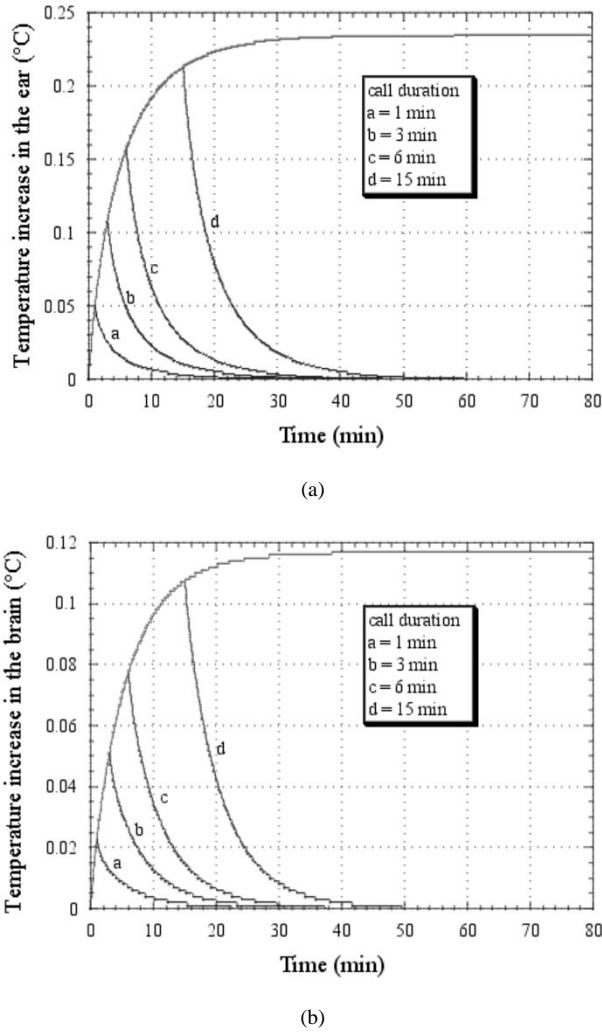 Temperature increase in the ear (°C)
0.25
0.2
0.15
0.1
0.05
0
call duration
a = 1 min
b = 3 min
c = 6 min
d = 15 min
a
b
c
d
0 10 20 30 40 50 60 70 80
Time (min)
(a)
Temperature increase in the brain (°C)
0.12
0.1
0.08
0.06
0.04
0.02
0
call duration
a = 1 min
b = 3 min
c = 6 min
d = 15 min
a
b
c
d
0 10 20 30 40 50 60 70 80
Time (min)
(b)